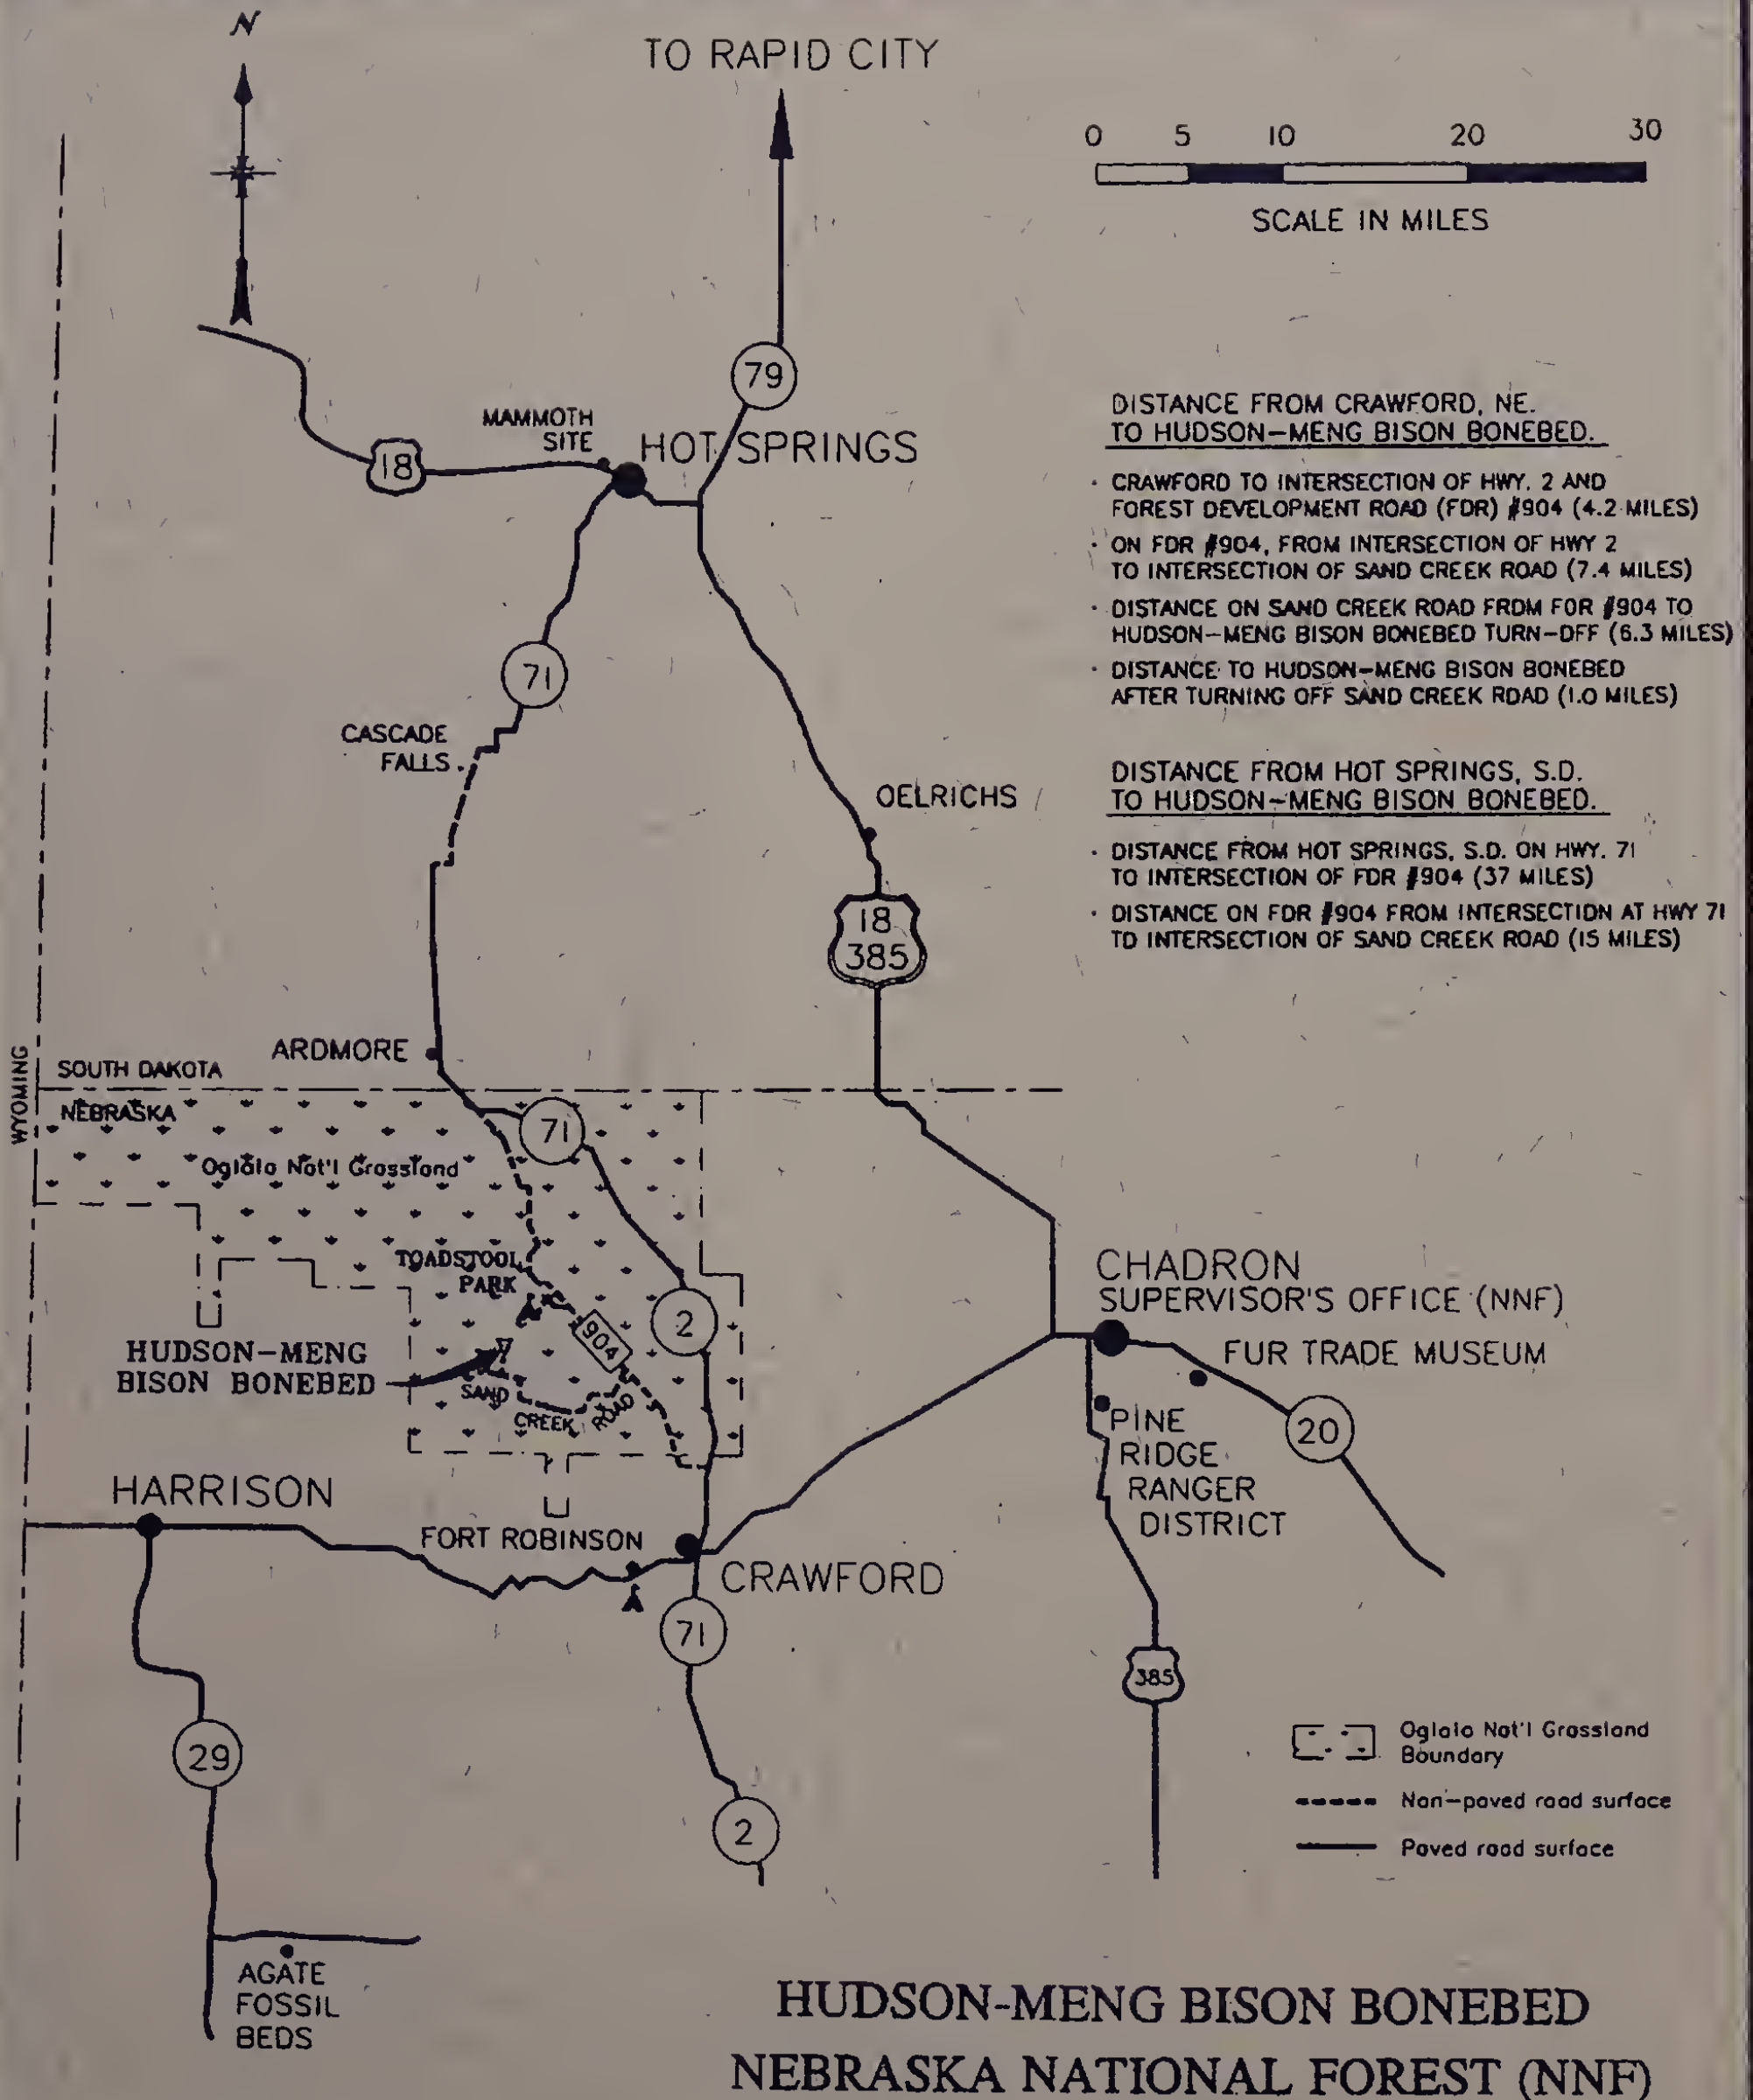 N
TO RAPID CITY
0 5 10 20 30
SCALE IN MILES
79
MAMMOTH
SITE
HOT SPRINGS
18
DISTANCE FROM CRAWFORD, NE.
TO HUDSON-MENG BISON BONEBED.
· CRAWFORD TO INTERSECTION OF HWY. 2 AND
FOREST DEVELOPMENT ROAD (FDR) #904 (4.2 MILES)
· ON FDR #904, FROM INTERSECTION OF HWY 2
TO INTERSECTION OF SAND CREEK ROAD (7.4 MILES)
· DISTANCE ON SAND CREEK ROAD FROM FOR #904 TO
HUDSON-MENG BISON BONEBED TURN-OFF (6.3 MILES)
· DISTANCE TO HUDSON-MENG BISON BONEBED
AFTER TURNING OFF SAND CREEK ROAD (1.0 MILES)
71
CASCADE
FALLS
DISTANCE FROM HOT SPRINGS, S.D.
TO HUDSON-MENG BISON BONEBED.
· DISTANCE FROM HOT SPRINGS, S.D. ON HWY. 71
TO INTERSECTION OF FDR #904 (37 MILES)
· DISTANCE ON FDR #904 FROM INTERSECTION AT HWY 71
TO INTERSECTION OF SAND CREEK ROAD (15 MILES)
OELRICHS
18
385
ARDMORE
WYOMING
SOUTH DAKOTA
NEBRASKA
71
Oglala Nat'l Grassland
TOADSTOOL
PARK
904
2
HUDSON-MENG
BISON BONEBED
SAND
CREEK
ROAD
CHADRON
SUPERVISOR'S OFFICE (NNF)
FUR TRADE MUSEUM
20
PINE
RIDGE
RANGER
DISTRICT
HARRISON
FORT ROBINSON
CRAWFORD
71
385
29
2
Oglala Nat'l Grassland
Boundary
Non-paved road surface
Paved road surface
AGATE
FOSSIL
BEDS
HUDSON-MENG BISON BONEBED
NEBRASKA NATIONAL FOREST (NNF)